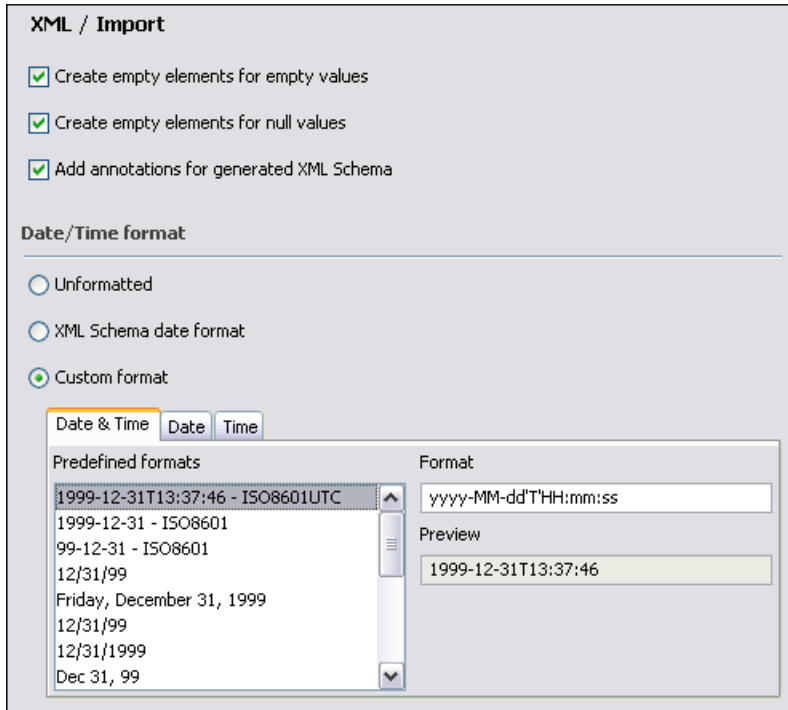 XML / Import
Create empty elements for empty values
Create empty elements for null values
Add annotations for generated XML Schema
Date/Time format
Unformatted
XML Schema date format
Custom format
Date & Time Date Time
Predefined formats
1999-12-31T13:37:46 - ISO8601UTC
1999-12-31 - ISO8601
99-12-31 - ISO8601
12/31/99
Friday, December 31, 1999
12/31/99
12/31/1999
Dec 31, 99
Format
yyyy-MM-dd'T'HH:mm:ss
Preview
1999-12-31T13:37:46